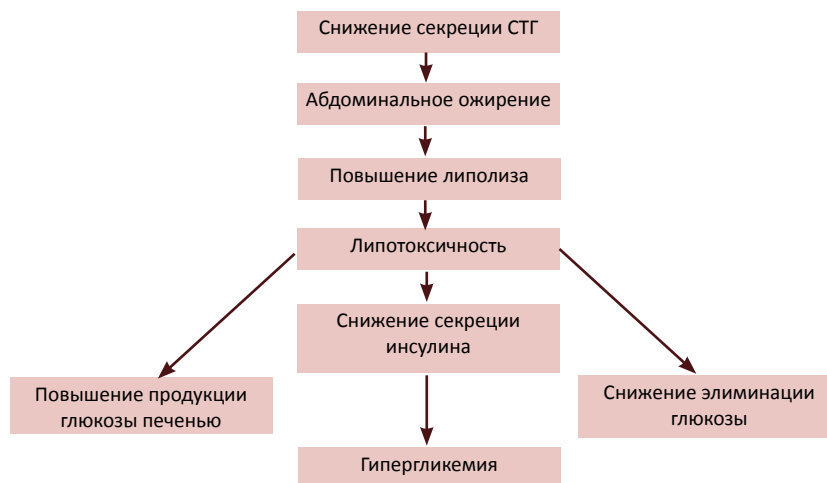 Снижение секреции СТГ
Абдоминальное ожирение
Повышение липолиза
Липотоксичность
Снижение секреции
инсулина
Повышение продукции
глюкозы печенью
Снижение элиминации
глюкозы
Гипергликемия